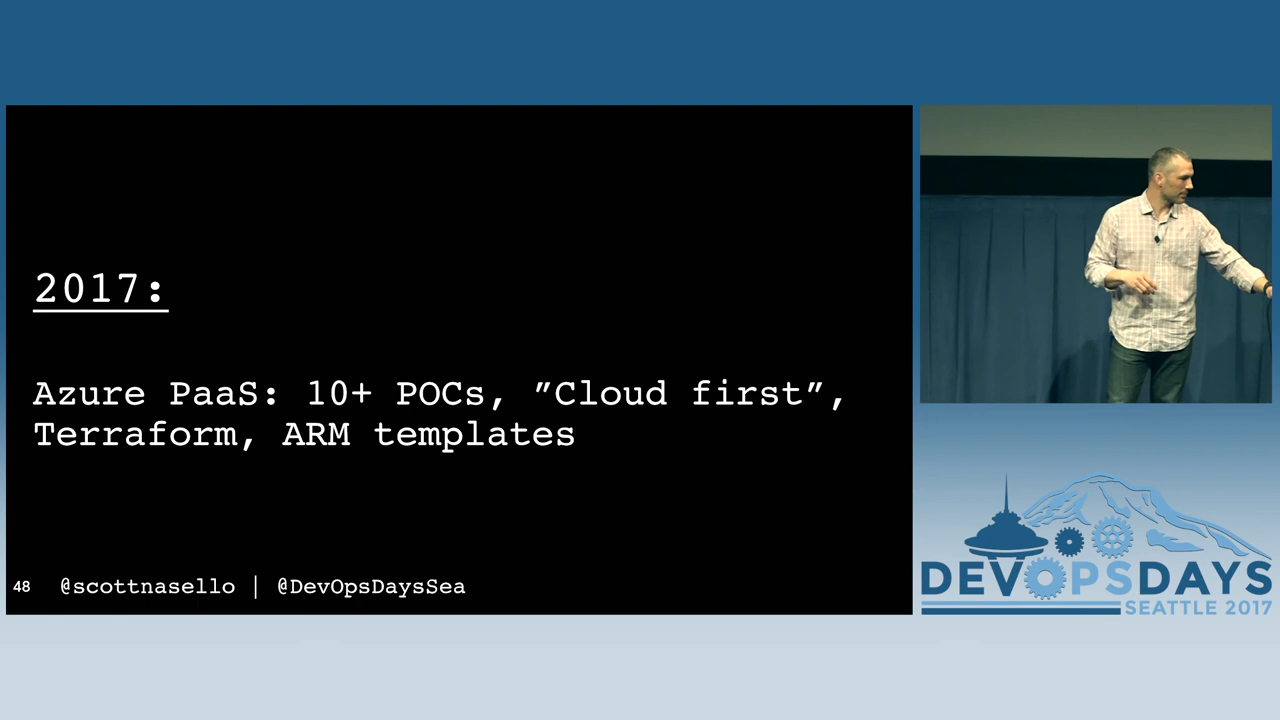 2017:
Azure PaaS: 10+ POCs, ”Cloud first”,
Terraform, ARM templates
48 @scottnasello | @DevOpsDaysSea
DEVOPSDAYS
SEATTLE 2017